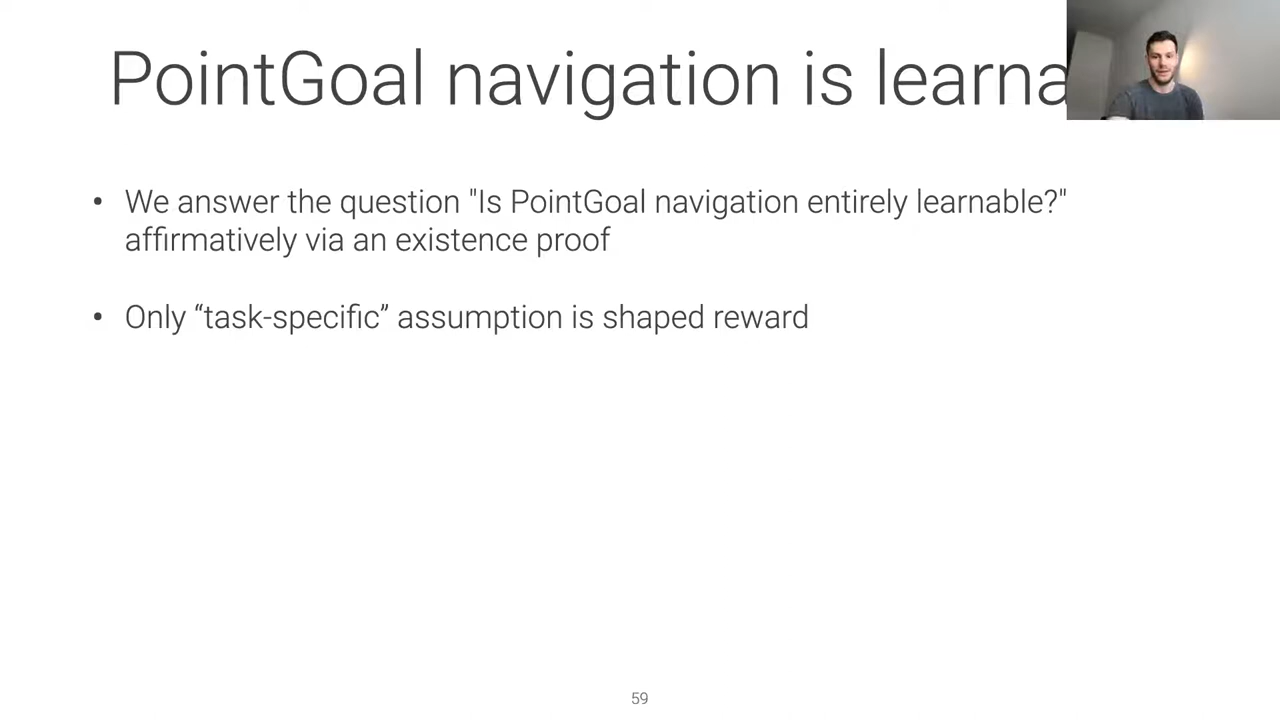 PointGoal navigation is learna
• We answer the question "Is PointGoal navigation entirely learnable?"
affirmatively via an existence proof
• Only “task-specific” assumption is shaped reward
59